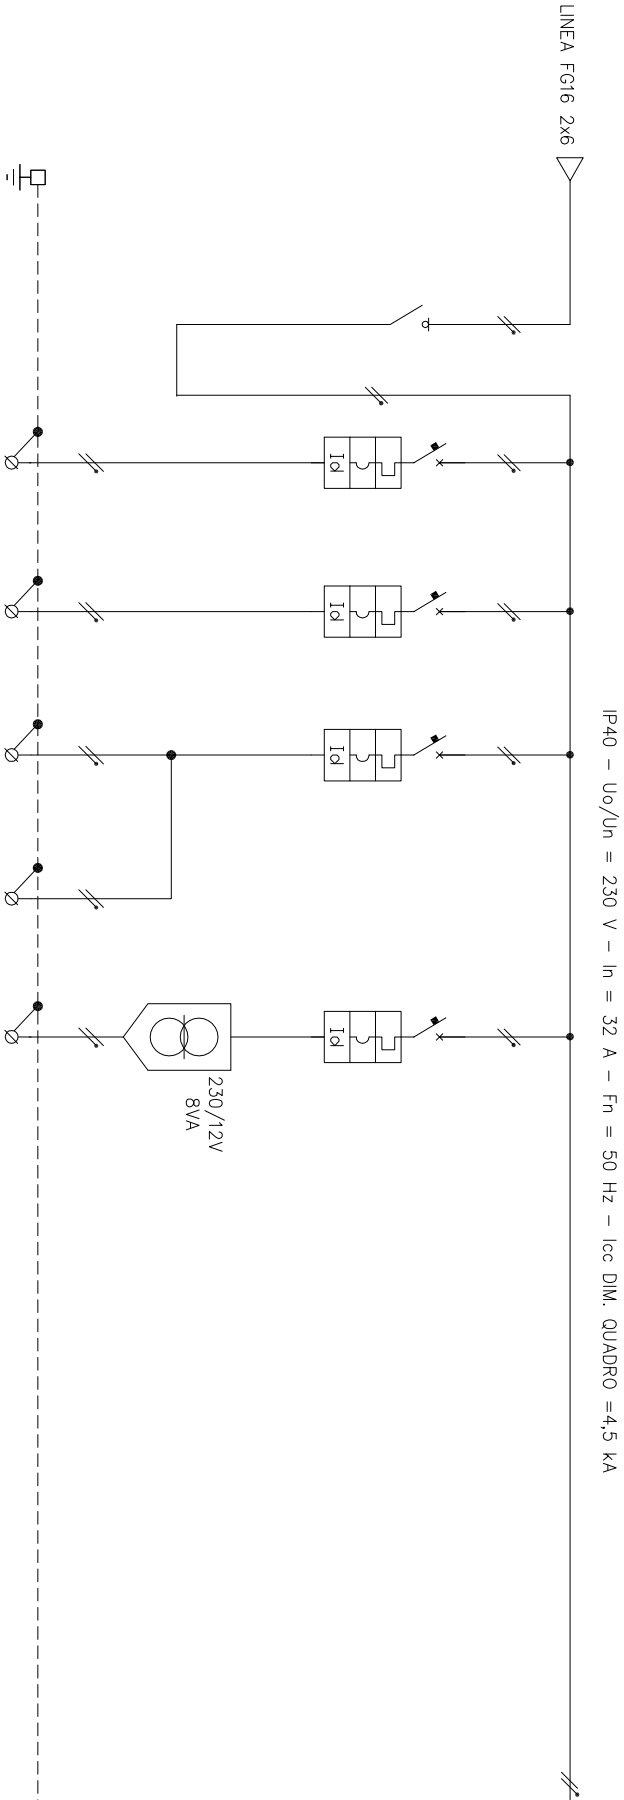 LINEA FG16 2x6
IP40 - Uo/Un = 230 V - In = 32 A - Fn = 50 Hz - Icc DIM. QUADRO =4,5 kA
Id
Id
Id
Id
230/12V
8VA